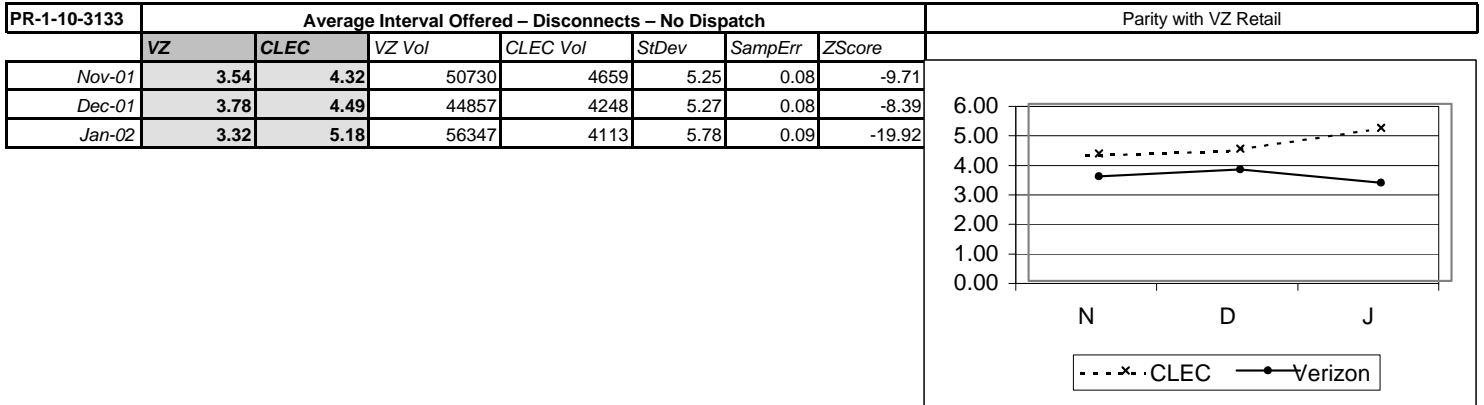 PR-1-10-3133 Average Interval Offered – Disconnects – No Dispatch Parity with VZ Retail
VZ CLEC VZ Vol CLEC Vol StDev SampErr ZScore
Nov-01 3.54 4.32 50730 4659 5.25 0.08 -9.71
Dec-01 3.78 4.49 44857 4248 5.27 0.08 -8.39
Jan-02 3.32 5.18 56347 4113 5.78 0.09 -19.92
6.00
5.00
4.00
3.00
2.00
1.00
0.00
N D J
CLEC Verizon